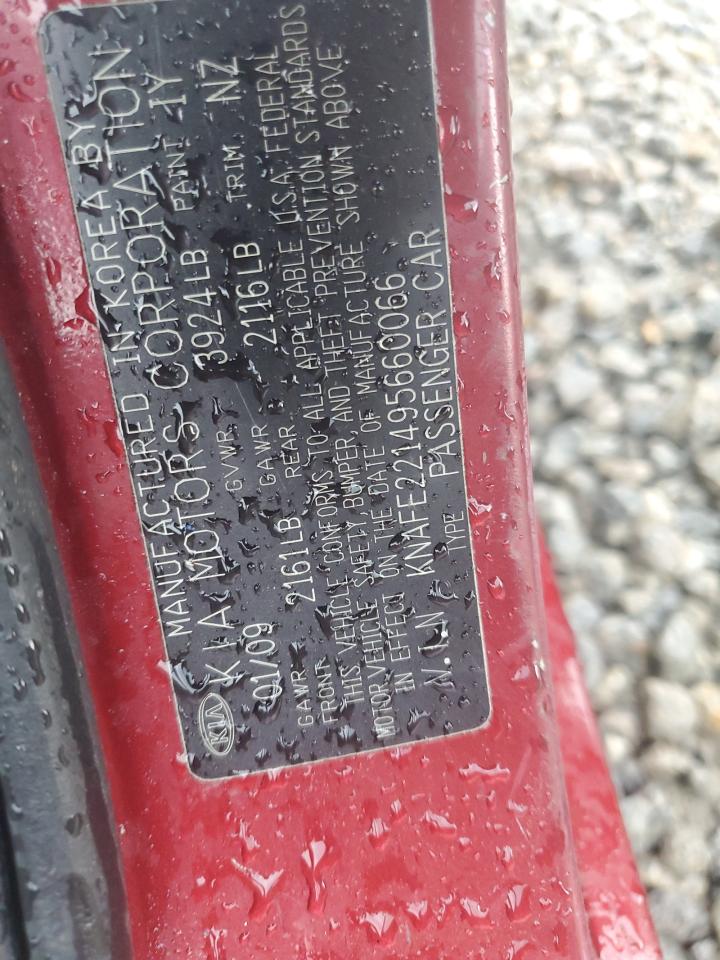 MANUFACTURED IN KOREA BY
KIA KIA MOTORS CORPORATION
01/09 GVWR 3924LB PAINT 1Y
GAWR FRONT 2161LB GAWR REAR 2116LB TRIM NZ
THIS VEHICLE CONFORMS TO ALL APPLICABLE U.S.A. FEDERAL
MOTOR VEHICLE SAFETY BUMPER, AND THEFT PREVENTION STANDARDS
IN EFFECT ON THE DATE OF MANUFACTURE SHOWN ABOVE
V.I.N KNAFE221495660066
TYPE PASSENGER CAR